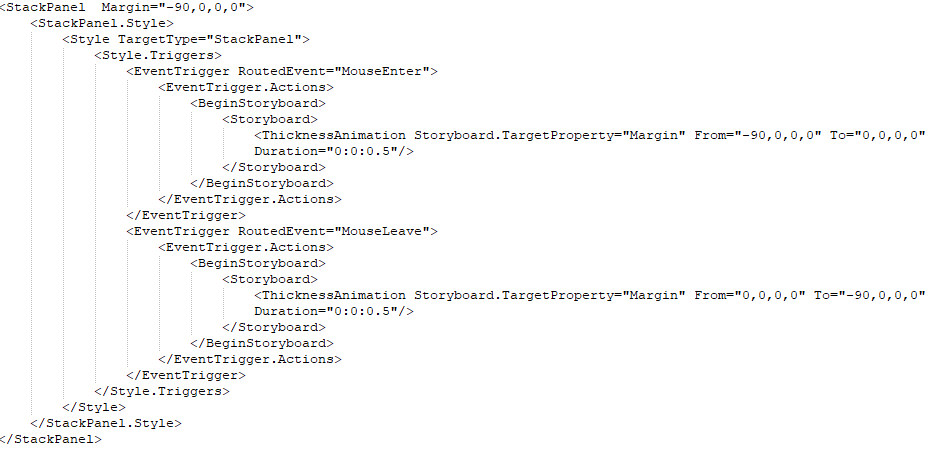 <StackPanel  Margin="-90,0,0,0">
    <StackPanel.Style>
        <Style TargetType="StackPanel">
            <Style.Triggers>
                <EventTrigger RoutedEvent="MouseEnter">
                    <EventTrigger.Actions>
                        <BeginStoryboard>
                            <Storyboard>
                                <ThicknessAnimation Storyboard.TargetProperty="Margin" From="-90,0,0,0" To="0,0,0,0"
                                Duration="0:0:0.5"/>
                            </Storyboard>
                        </BeginStoryboard>
                    </EventTrigger.Actions>
                </EventTrigger>
                <EventTrigger RoutedEvent="MouseLeave">
                    <EventTrigger.Actions>
                        <BeginStoryboard>
                            <Storyboard>
                                <ThicknessAnimation Storyboard.TargetProperty="Margin" From="0,0,0,0" To="-90,0,0,0"
                                Duration="0:0:0.5"/>
                            </Storyboard>
                        </BeginStoryboard>
                    </EventTrigger.Actions>
                </EventTrigger>
            </Style.Triggers>
        </Style>
    </StackPanel.Style>
</StackPanel>